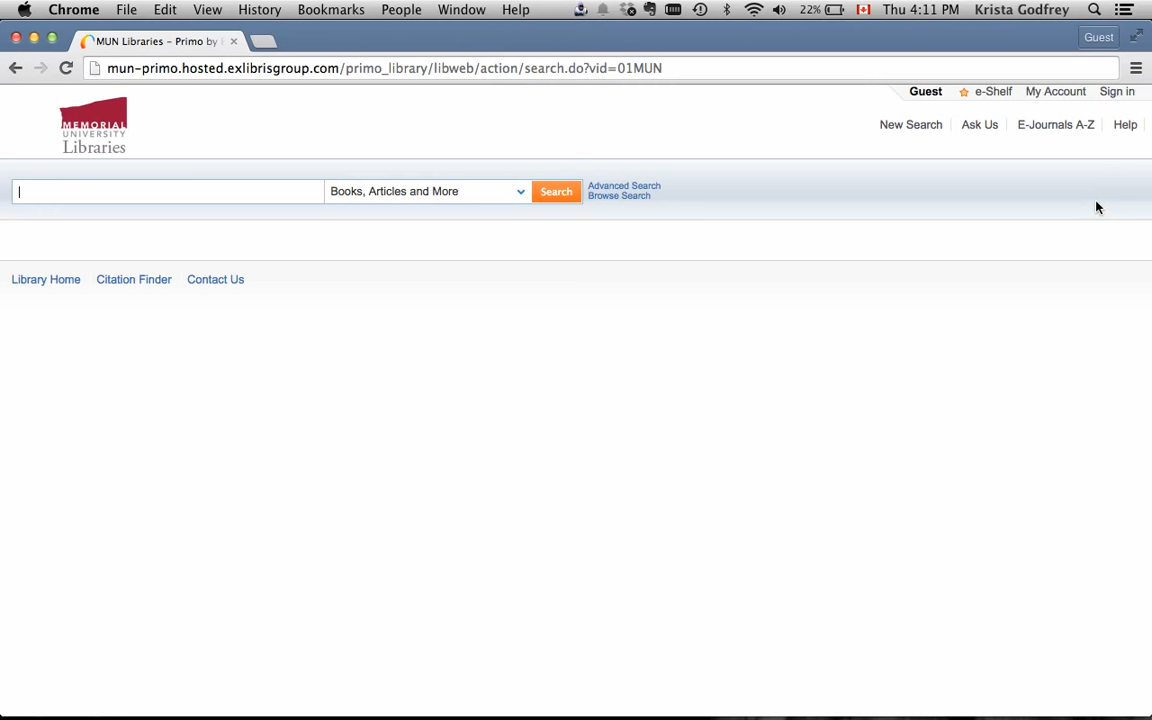 Chrome File Edit View History Bookmarks People Window Help 22% Thu 4:11 PM Krista Godfrey
MUN Libraries – Primo by
Guest
mun-primo.hosted.exlibrisgroup.com/primo_library/libweb/action/search.do?vid=01MUN
Guest e-Shelf My Account Sign in
MEMORIAL
UNIVERSITY
Libraries
New Search Ask Us E-Journals A-Z Help
Books, Articles and More Search
Advanced Search
Browse Search
Library Home Citation Finder Contact Us